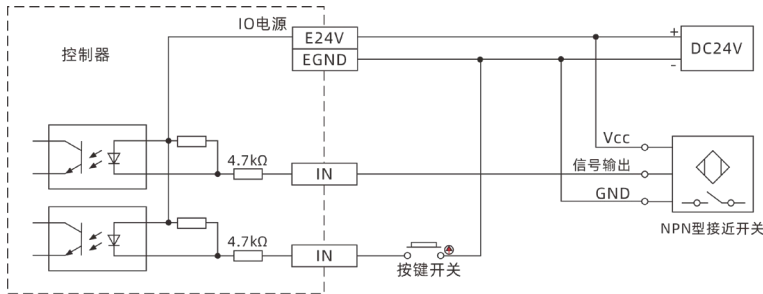 IO电源
E24V
EGND
+
-
DC24V
控制器
4.7kΩ
IN
Vcc
信号输出
GND
NPN型接近开关
4.7kΩ
IN
按键开关